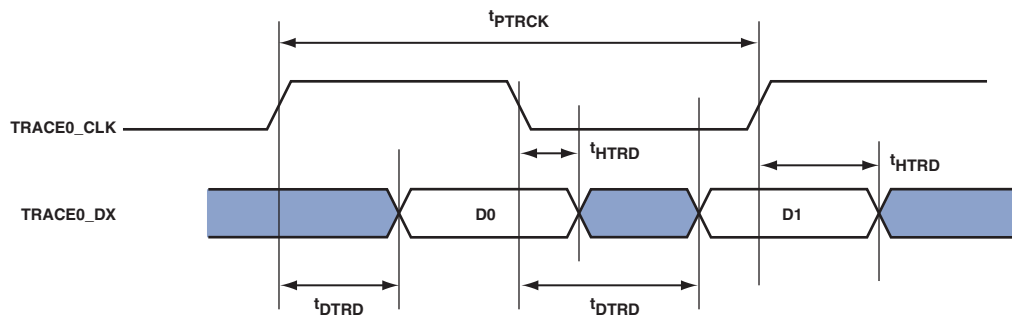 tPTRCK
TRACE0_CLK
tHTRD
tHTRD
TRACE0_DX
D0
D1
tDTRD
tDTRD